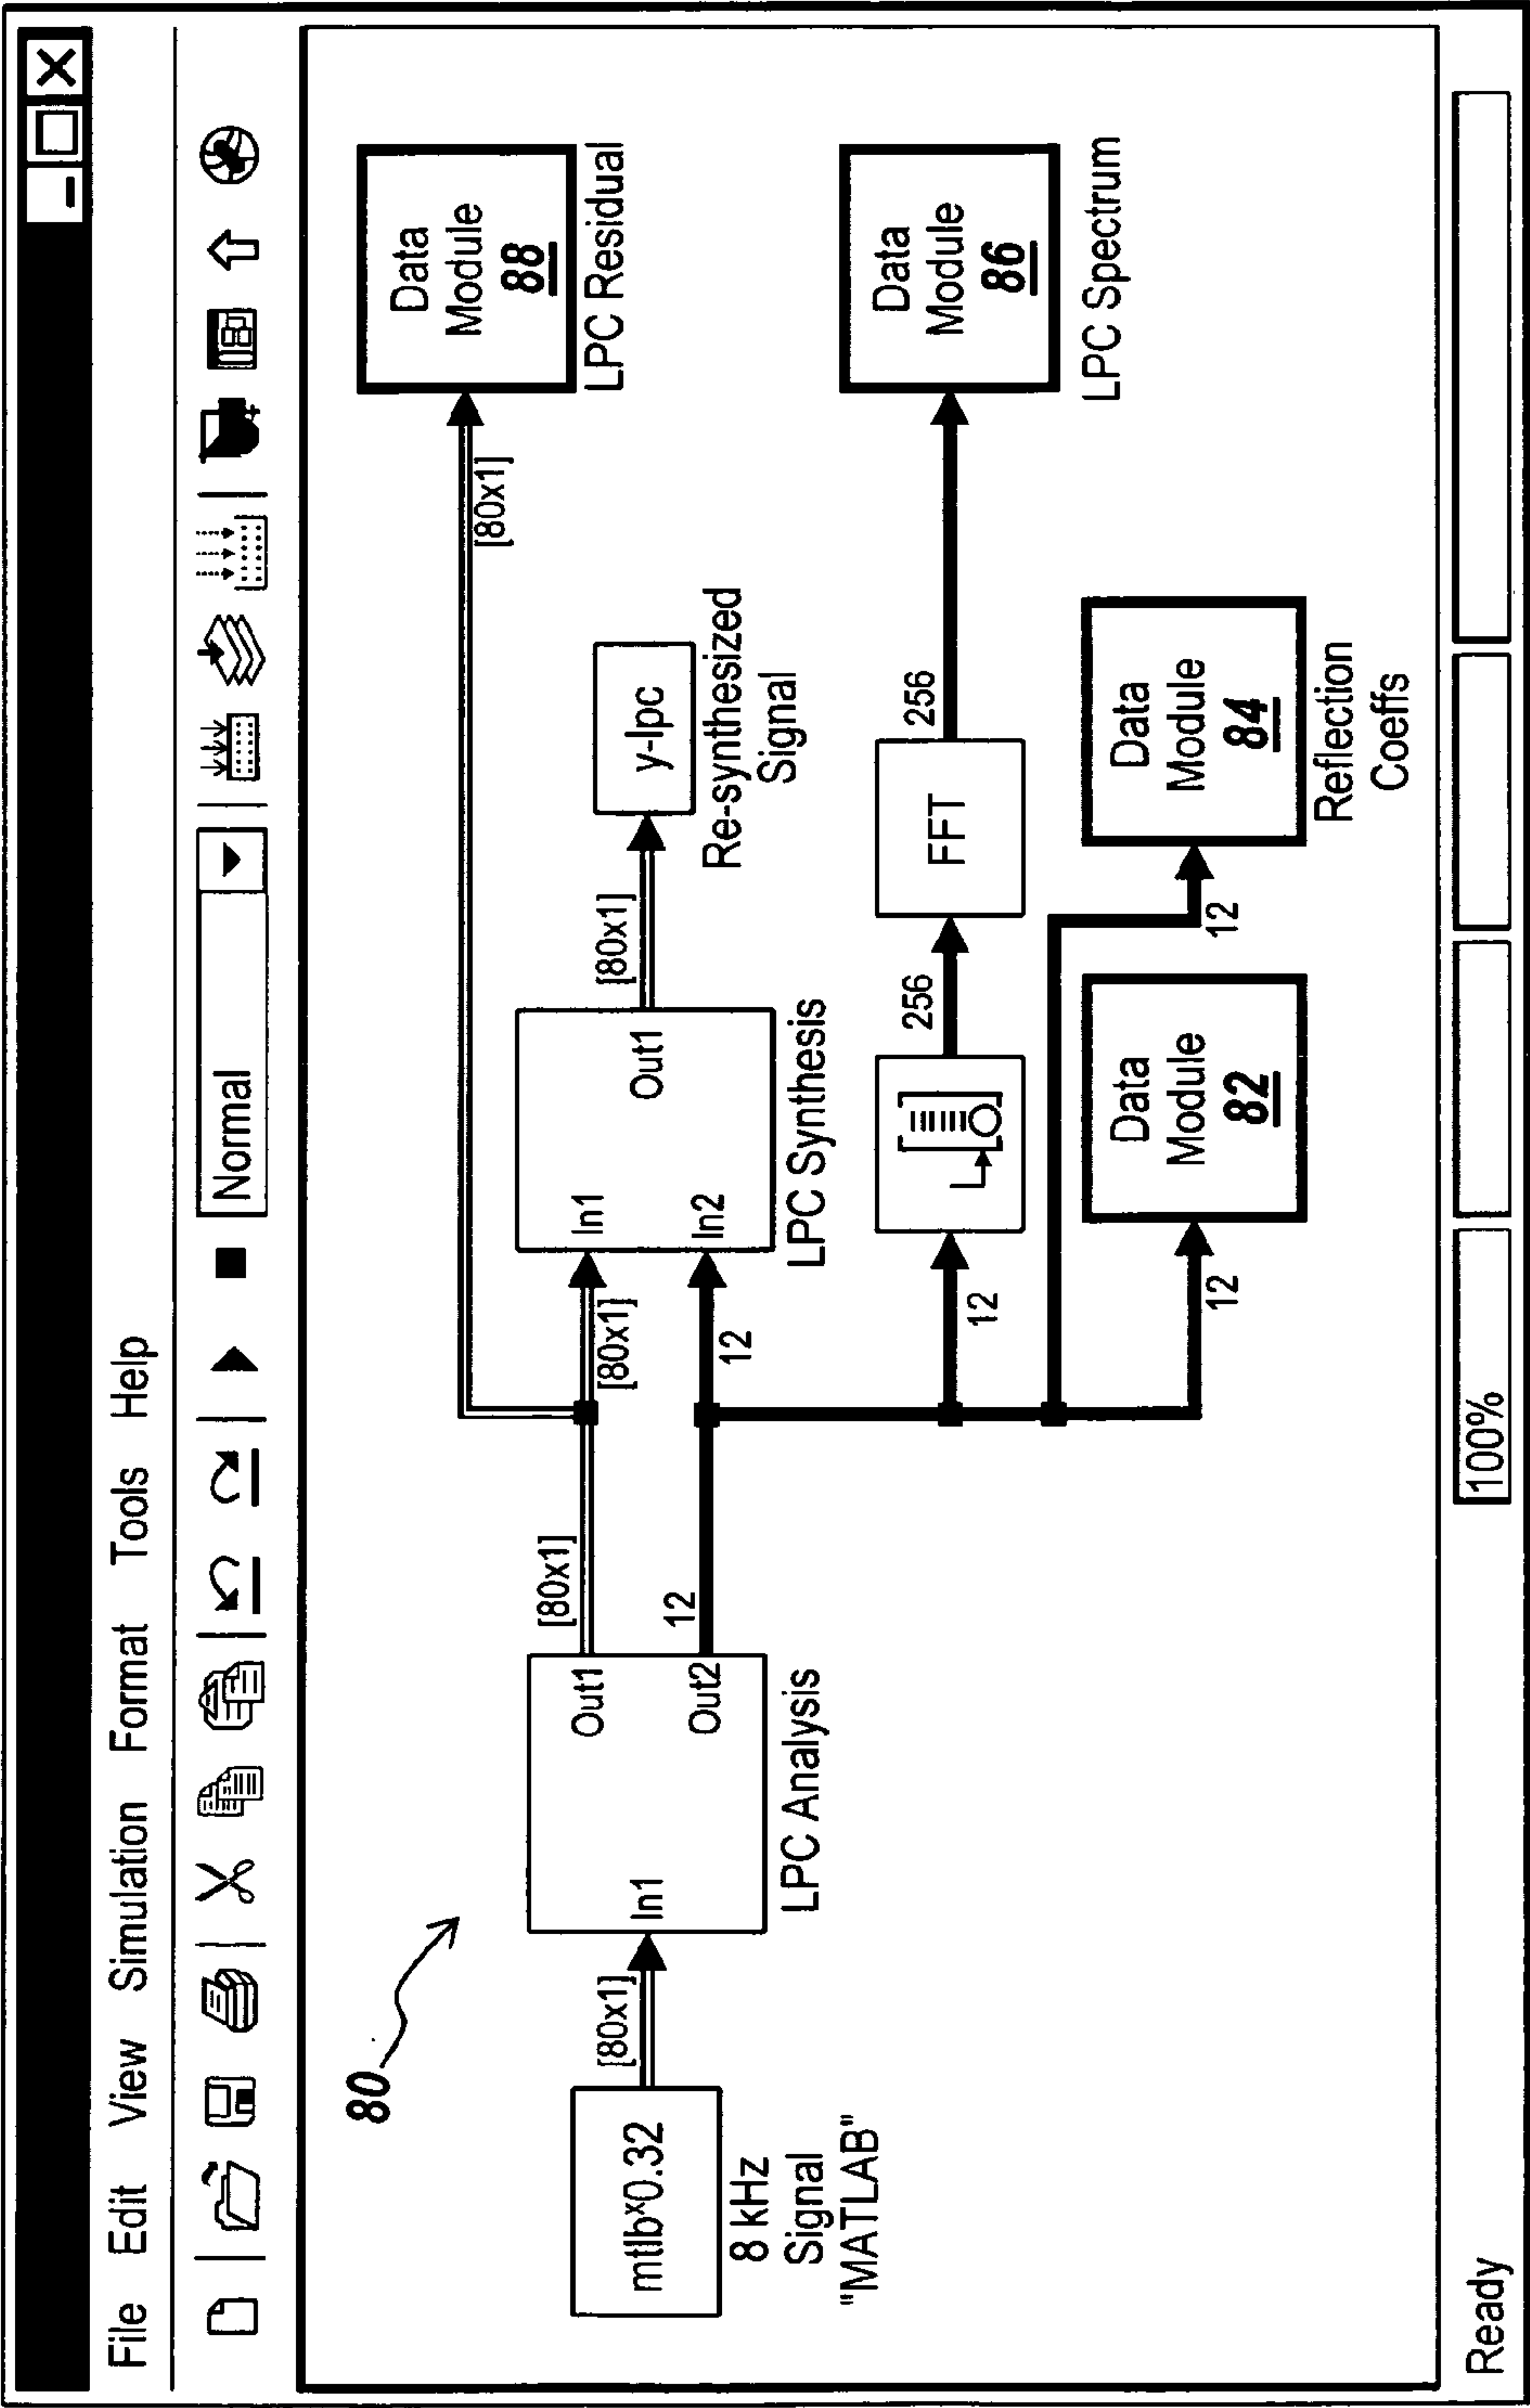 File Edit View Simulation Format Tools Help
Normal
80
mtlb*0.32
8 kHz
Signal
"MATLAB"
[80x1]
In1
Out1
Out2
LPC Analysis
[80x1]
12
[80x1]
12
In1
In2
Out1
LPC Synthesis
[80x1]
y-lpc
Re-synthesized
Signal
[80x1]
Data
Module
88
LPC Residual
12
256
FFT
256
Data
Module
86
LPC Spectrum
12
Data
Module
82
12
Data
Module
84
Reflection
Coeffs
Ready
100%